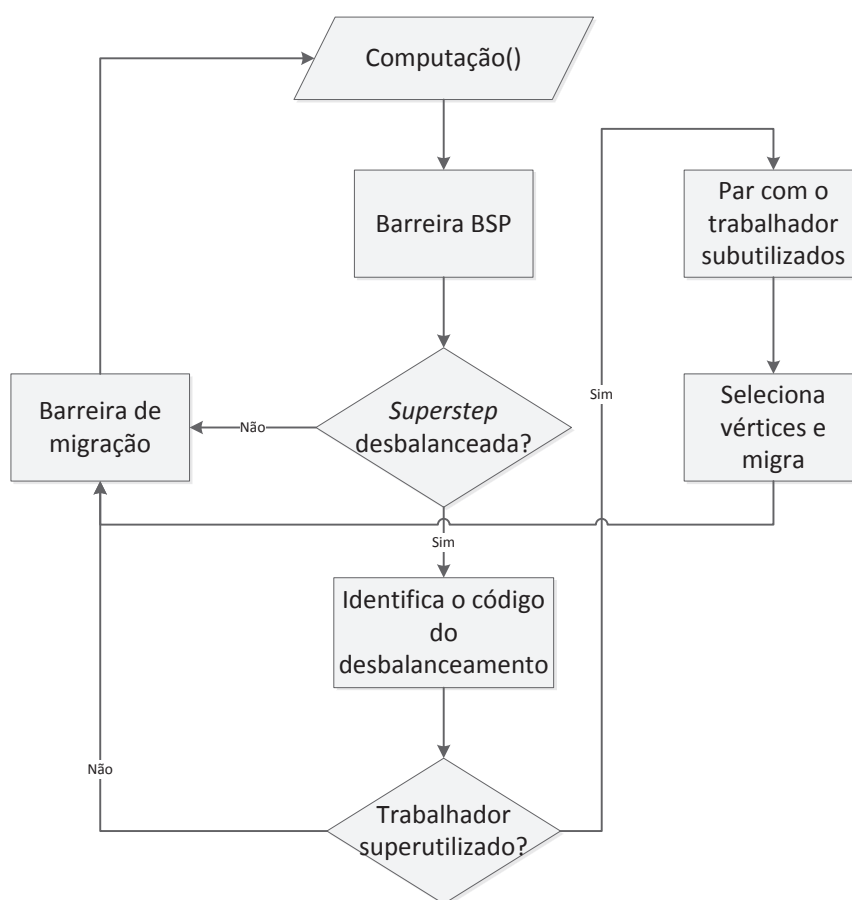 Computação()
Barreira BSP
Superstep
desbalanceada?
Não
Barreira de
migração
Sim
Identifica o código
do
desbalanceamento
Trabalhador
superutilizado?
Não
Sim
Par com o
trabalhador
subutilizados
Seleciona
vértices e
migra